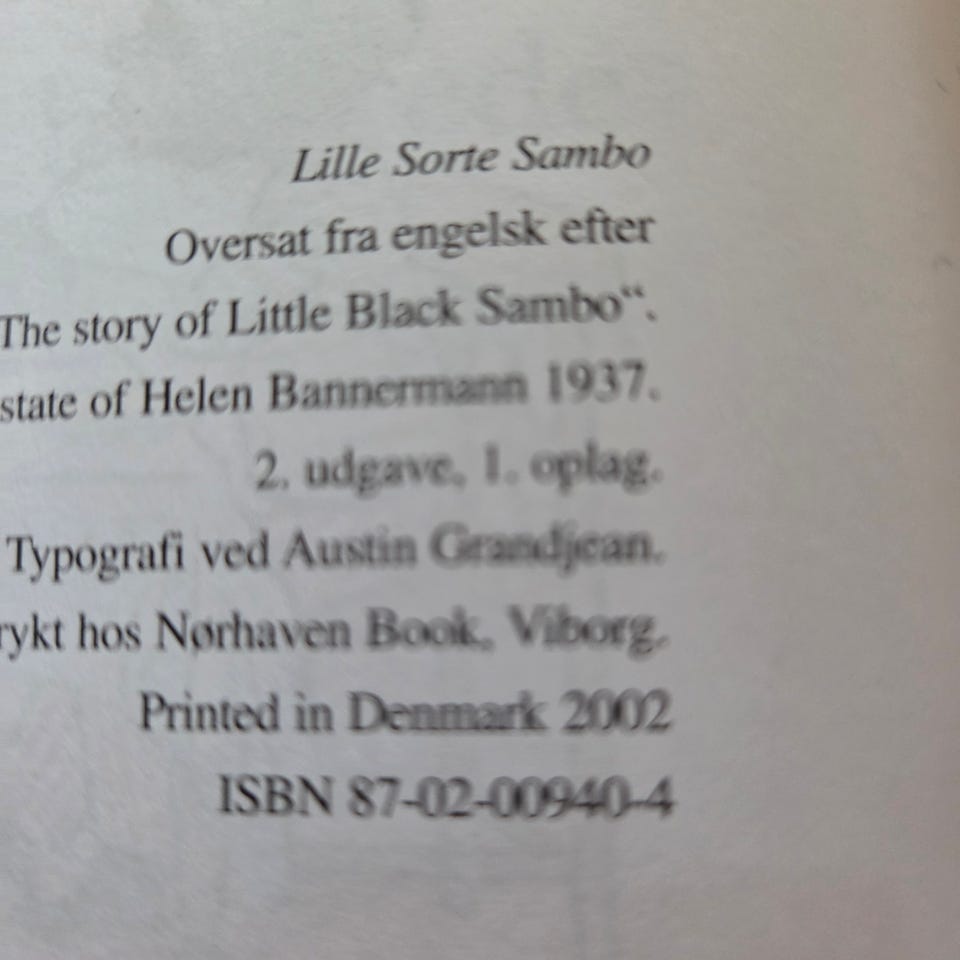 Lille Sorte Sambo
Oversat fra engelsk efter
The story of Little Black Sambo“.
state of Helen Bannermann 1937.
2. udgave, 1. oplag.
Typografi ved Austin Grandjean.
rykt hos Nørhaven Book, Viborg.
Printed in Denmark 2002
ISBN 87-02-00940-4